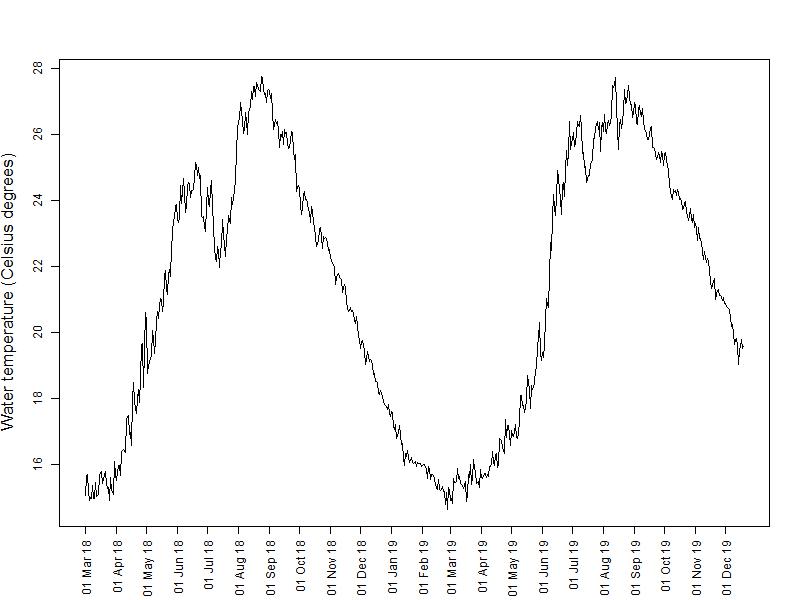 Water temperature (Celsius degrees)
28
26
24
22
20
18
16
01 Mar 18
01 Apr 18
01 May 18
01 Jun 18
01 Jul 18
01 Aug 18
01 Sep 18
01 Oct 18
01 Nov 18
01 Dec 18
01 Jan 19
01 Feb 19
01 Mar 19
01 Apr 19
01 May 19
01 Jun 19
01 Jul 19
01 Aug 19
01 Sep 19
01 Oct 19
01 Nov 19
01 Dec 19